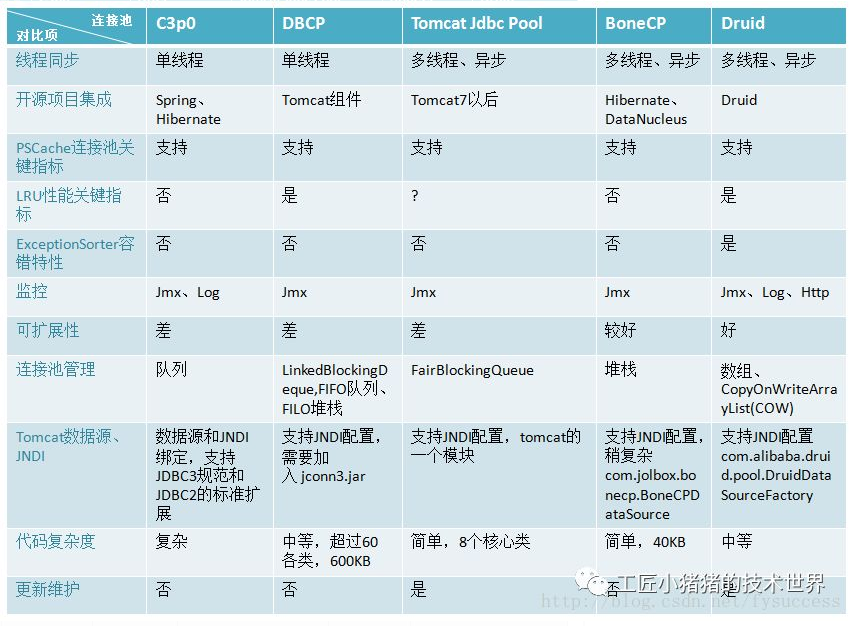 连接池
对比项
C3p0
DBCP
Tomcat Jdbc Pool
BoneCP
Druid
线程同步
单线程
单线程
多线程、异步
多线程、异步
多线程、异步
开源项目集成
Spring、
Hibernate
Tomcat组件
Tomcat7以后
Hibernate、
DataNucleus
Druid
PSCache连接池关
键指标
支持
支持
支持
支持
支持
LRU性能关键指
标
否
是
?
否
是
ExceptionSorter容
错特性
否
否
否
否
是
监控
Jmx、Log
Jmx
Jmx
Jmx
Jmx、Log、Http
可扩展性
差
差
差
较好
好
连接池管理
队列
LinkedBlockingD
eque,FIFO队列、
FILO堆栈
FairBlockingQueue
堆栈
数组、
CopyOnWriteArra
yList(COW)
Tomcat数据源、
JNDI
数据源和JNDI
绑定，支持
JDBC3规范和
JDBC2的标准扩
展
支持JNDI配置，
需要加
入 jconn3.jar
支持JNDI配置，tomcat的
一个模块
支持JNDI配置，
稍复杂
com.jolbox.bo
necp.BoneCPD
ataSource
支持JNDI配置
com.alibaba.drui
d.pool.DruidData
SourceFactory
代码复杂度
复杂
中等，超过60
各类，600KB
简单，8个核心类
简单，40KB
中等
更新维护
否
否
是
否
是
工匠小猪猪的技术世界
http://blog.csdn.net/fysuccess